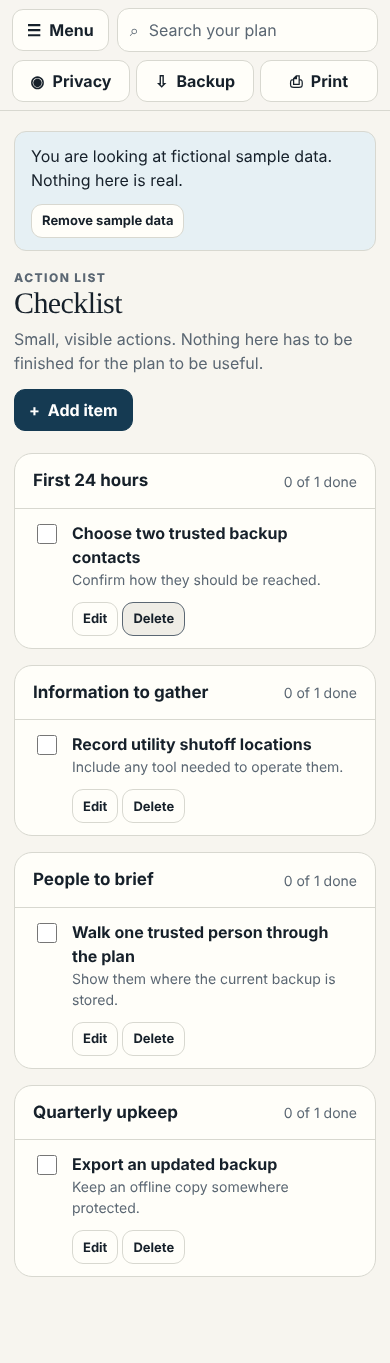 ☰ Menu
⌕ Search your plan
◉ Privacy
⇩ Backup
⎙ Print
You are looking at fictional sample data.
Nothing here is real.
Remove sample data
ACTION LIST
Checklist
Small, visible actions. Nothing here has to be
finished for the plan to be useful.
+ Add item
First 24 hours
0 of 1 done
Choose two trusted backup
contacts
Confirm how they should be reached.
Edit
Delete
Information to gather
0 of 1 done
Record utility shutoff locations
Include any tool needed to operate them.
Edit
Delete
People to brief
0 of 1 done
Walk one trusted person through
the plan
Show them where the current backup is
stored.
Edit
Delete
Quarterly upkeep
0 of 1 done
Export an updated backup
Keep an offline copy somewhere
protected.
Edit
Delete